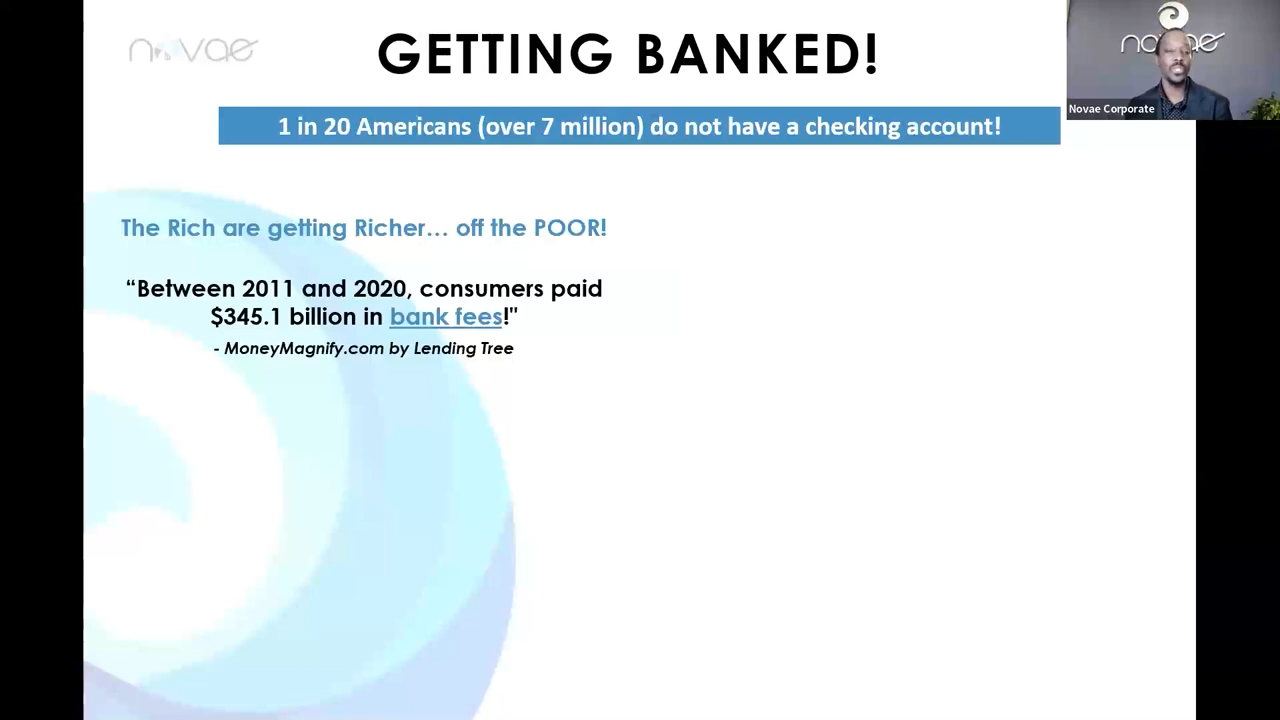 novae
GETTING BANKED!
novae
Novae Corporate
1 in 20 Americans (over 7 million) do not have a checking account!
The Rich are getting Richer… off the POOR!
“Between 2011 and 2020, consumers paid
$345.1 billion in bank fees!"
- MoneyMagnify.com by Lending Tree